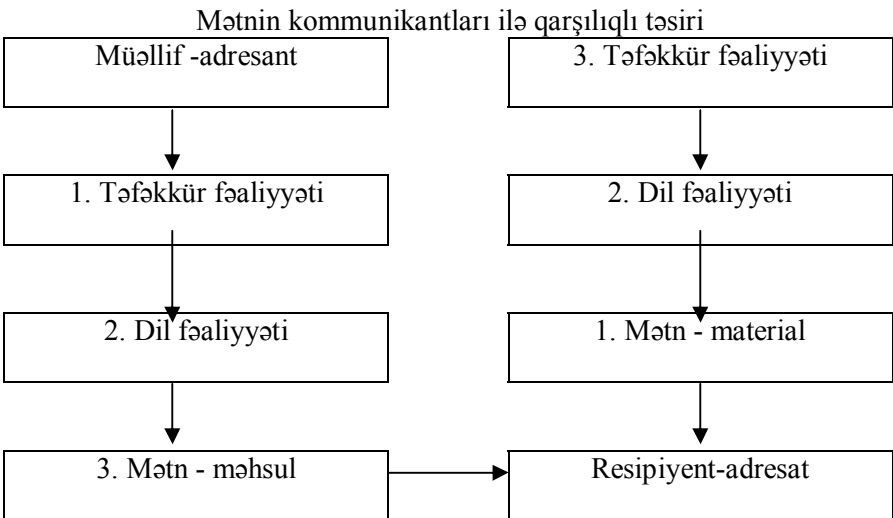 Mətnin kommunikantları ilə qarşılıqlı təsiri
Müəllif -adresant
1. Təfəkkür fəaliyyəti
2. Dil fəaliyyəti
3. Mətn - məhsul
3. Təfəkkür fəaliyyəti
2. Dil fəaliyyəti
1. Mətn - material
Resipiyent-adresat